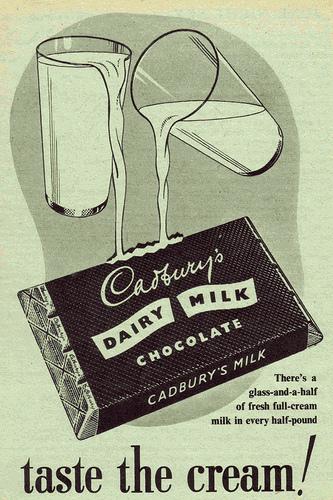 Cadbury's
DAIRY MILK
CHOCOLATE
CADBURY'S MILK
There's a
glass-and-a-half
of fresh full-cream
milk in every half-pound
taste the cream!